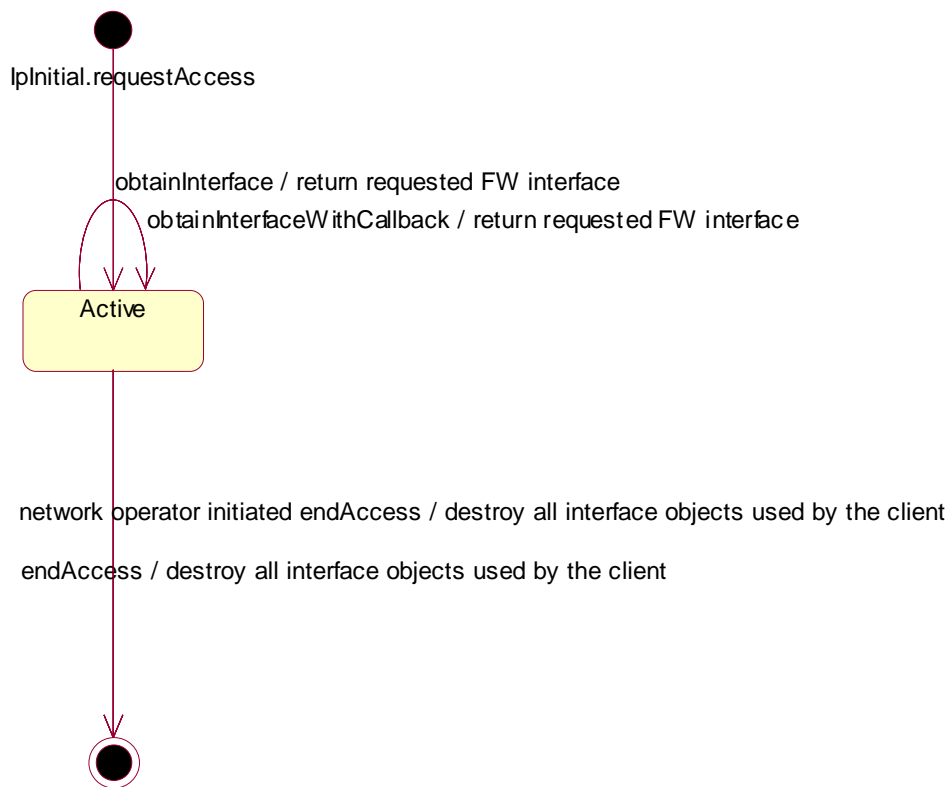 IpInitial.requestAccess
obtainInterface / return requested FW interface
obtainInterfaceWithCallback / return requested FW interface
Active
network operator initiated endAccess / destroy all interface objects used by the client
endAccess / destroy all interface objects used by the client